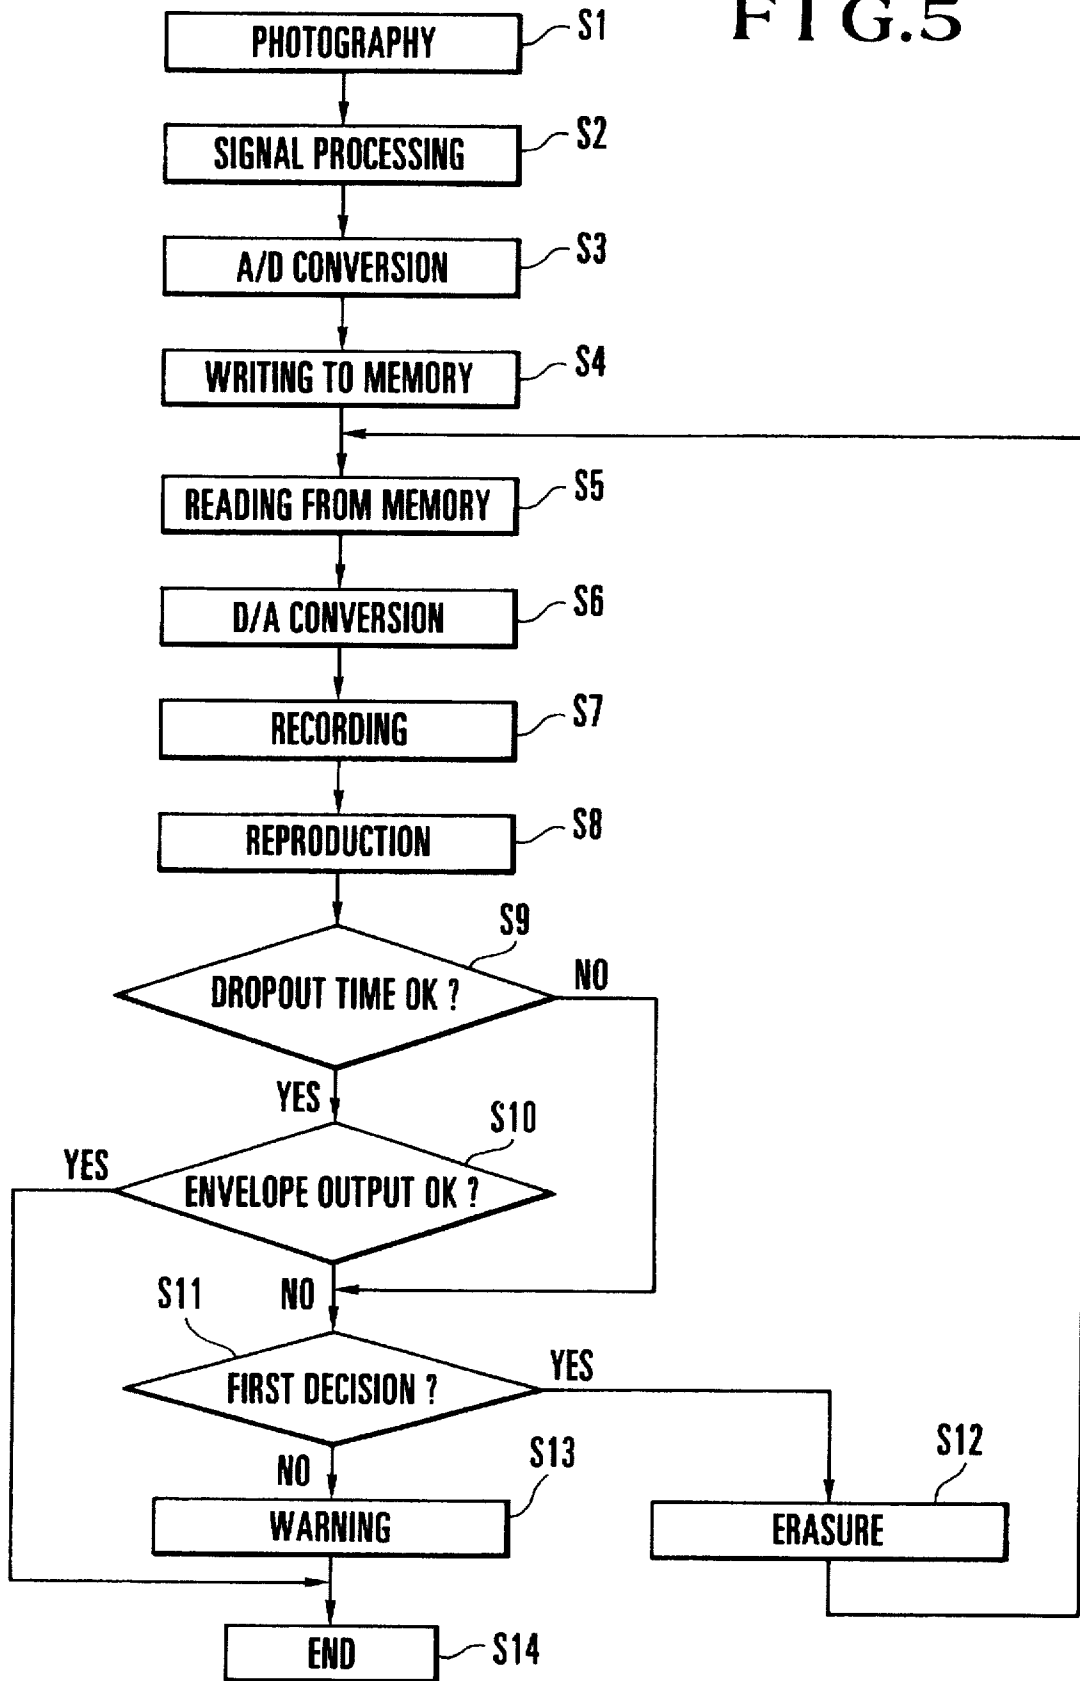 FIG.5
PHOTOGRAPHY
S1
SIGNAL PROCESSING
S2
A/D CONVERSION
S3
WRITING TO MEMORY
S4
READING FROM MEMORY
S5
D/A CONVERSION
S6
RECORDING
S7
REPRODUCTION
S8
S9
DROPOUT TIME OK ?
NO
YES
S10
YES
ENVELOPE OUTPUT OK ?
NO
S11
FIRST DECISION ?
YES
NO
S13
WARNING
S12
ERASURE
END
S14